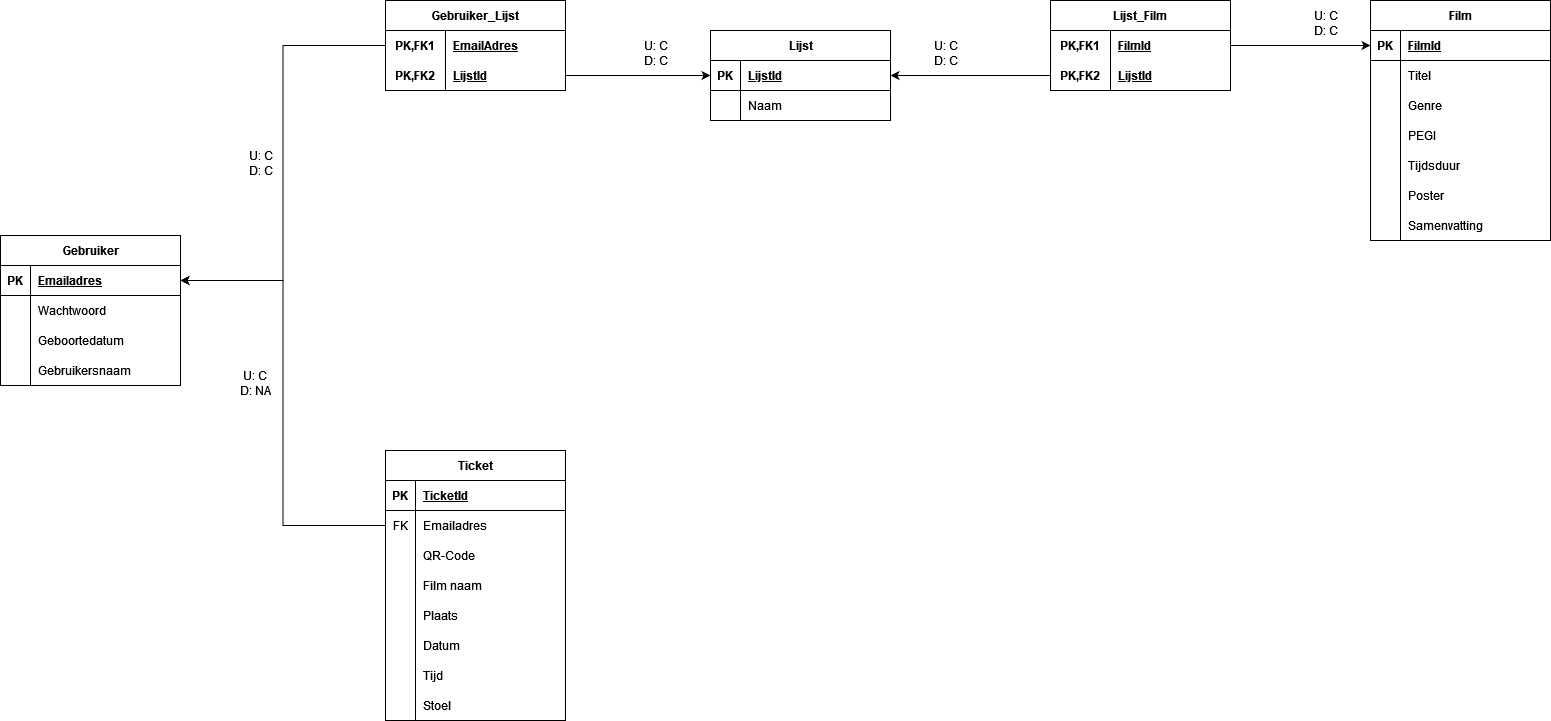 Gebruiker_Lijst
PK,FK1 EmailAdres
PK,FK2 LijstId
U: C
D: C
Lijst
PK LijstId
Naam
U: C
D: C
Lijst_Film
PK,FK1 FilmId
PK,FK2 LijstId
U: C
D: C
Film
PK FilmId
Titel
Genre
PEGI
Tijdsduur
Poster
Samenvatting
U: C
D: C
Gebruiker
PK Emailadres
Wachtwoord
Geboortedatum
Gebruikersnaam
U: C
D: NA
Ticket
PK TicketId
FK Emailadres
QR-Code
Film naam
Plaats
Datum
Tijd
Stoel